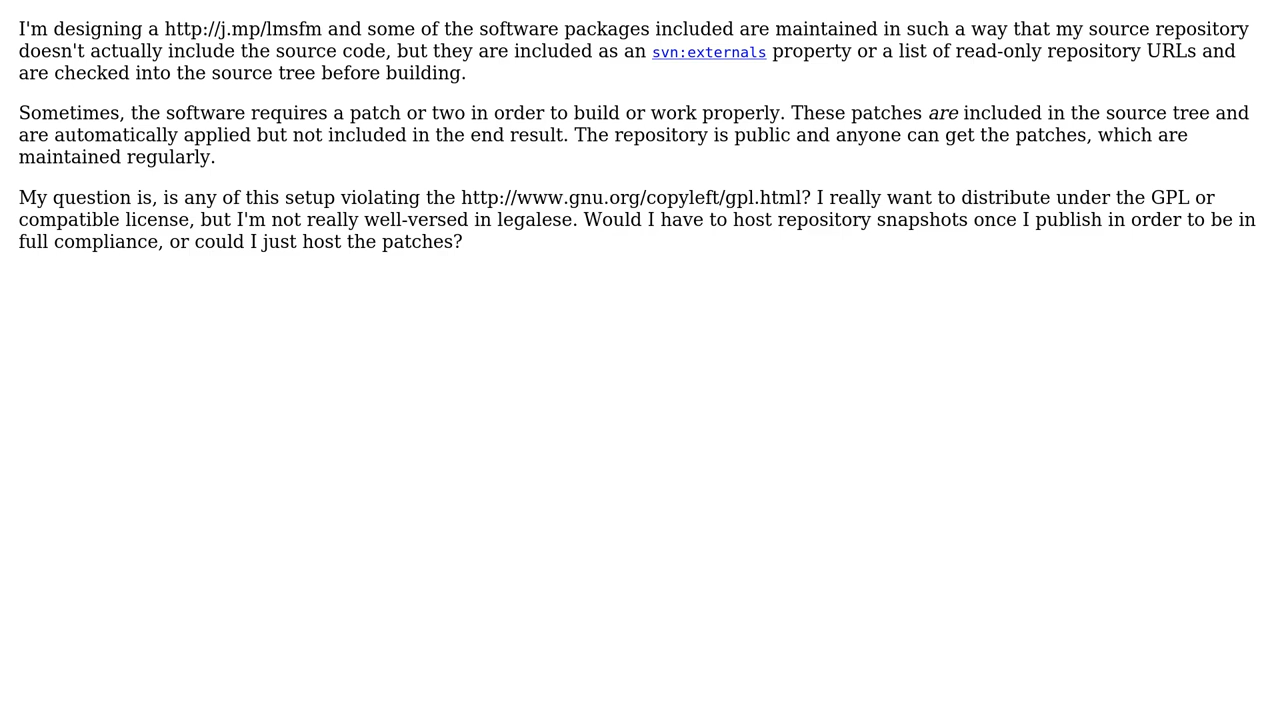 I'm designing a http://j.mp/lmsfm and some of the software packages included are maintained in such a way that my source repository
doesn't actually include the source code, but they are included as an svn:externals property or a list of read-only repository URLs and
are checked into the source tree before building.
Sometimes, the software requires a patch or two in order to build or work properly. These patches are included in the source tree and
are automatically applied but not included in the end result. The repository is public and anyone can get the patches, which are
maintained regularly.
My question is, is any of this setup violating the http://www.gnu.org/copyleft/gpl.html? I really want to distribute under the GPL or
compatible license, but I'm not really well-versed in legalese. Would I have to host repository snapshots once I publish in order to be in
full compliance, or could I just host the patches?